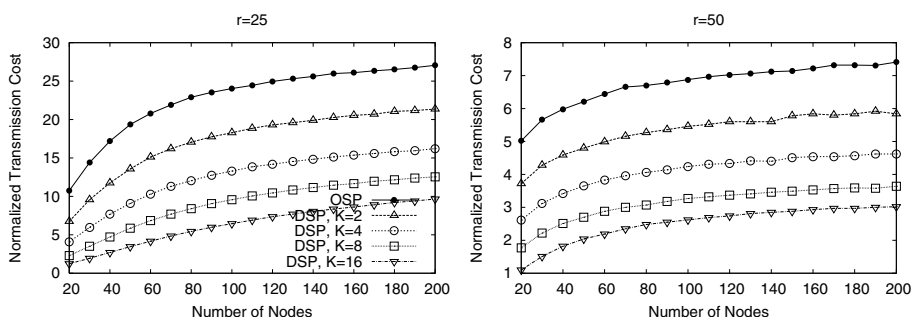 r=25
30
25
20
15
10
5
0
Normalized Transmission Cost
OSP
DSP, K=2
DSP, K=4
DSP, K=8
DSP, K=16
20 40 60 80 100 120 140 160 180 200
Number of Nodes
r=50
8
7
6
5
4
3
2
1
Normalized Transmission Cost
20 40 60 80 100 120 140 160 180 200
Number of Nodes